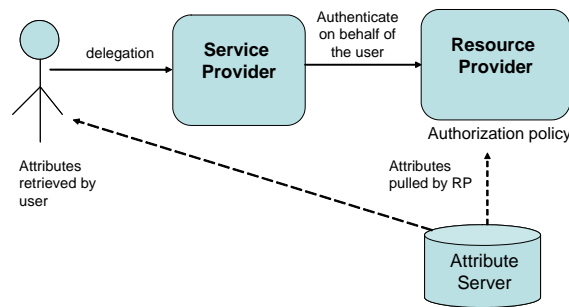 delegation
Service
Provider
Authenticate
on behalf of
the user
Resource
Provider
Authorization policy
Attributes
retrieved by
user
Attributes
pulled by RP
Attribute
Server